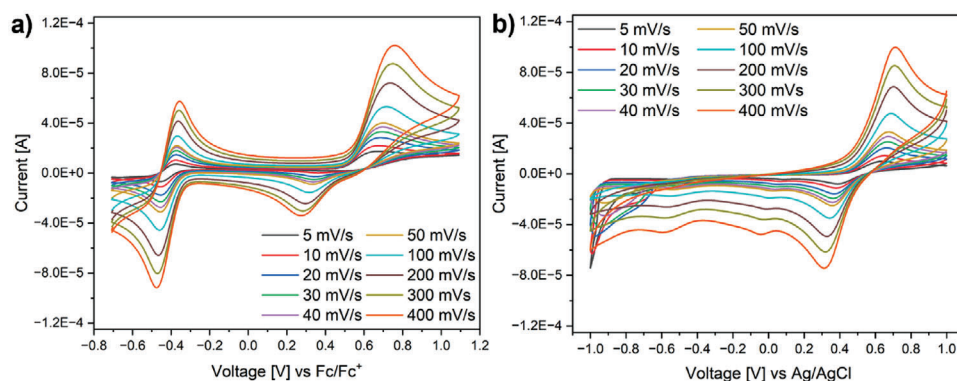 a)
1.2E-4
8.0E-5
4.0E-5
0.0E+0
−4.0E-5
−8.0E-5
−1.2E-4
Current [A]
5 mV/s 50 mV/s
10 mV/s 100 mV/s
20 mV/s 200 mV/s
30 mV/s 300 mVs
40 mV/s 400 mV/s
−0.8 −0.6 −0.4 −0.2 0.0 0.2 0.4 0.6 0.8 1.0 1.2
Voltage [V] vs Fc/Fc⁺
b)
1.2E-4
8.0E-5
4.0E-5
0.0E+0
−4.0E-5
−8.0E-5
−1.2E-4
Current [A]
5 mV/s 50 mV/s
10 mV/s 100 mV/s
20 mV/s 200 mV/s
30 mV/s 300 mVs
40 mV/s 400 mV/s
−1.0 −0.8 −0.6 −0.4 −0.2 0.0 0.2 0.4 0.6 0.8 1.0
Voltage [V] vs Ag/AgCl